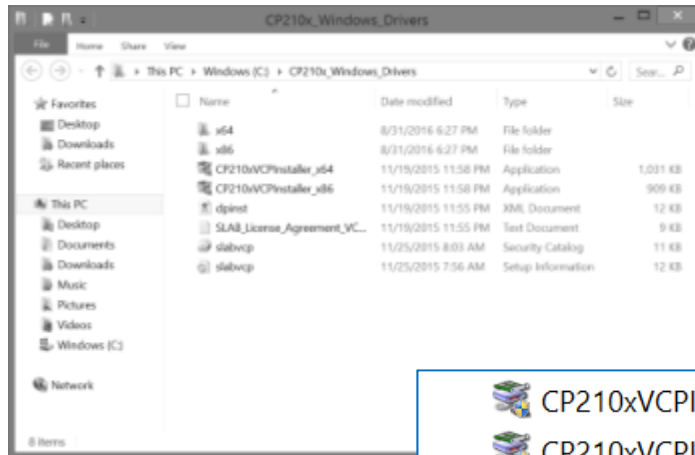 CP210x_Windows_Drivers
File Home Share View
This PC Windows (C:) CP210x_Windows_Drivers Sear...
Name Date modified Type Size
Favorites
Desktop
Downloads
Recent places
This PC
Desktop
Documents
Downloads
Music
Pictures
Videos
Windows (C:)
Network
x64 8/31/2016 6:27 PM File folder
x86 8/31/2016 6:27 PM File folder
CP210xVCPInstaller_x64 11/19/2015 11:58 PM Application 1,031 KB
CP210xVCPInstaller_x86 11/19/2015 11:58 PM Application 909 KB
dpinst 11/19/2015 11:55 PM XML Document 12 KB
SLAB_License_Agreement_VC... 11/19/2015 11:55 PM Text Document 9 KB
slabvcp 11/25/2015 8:03 AM Security Catalog 11 KB
slabvcp 11/25/2015 7:56 AM Setup Information 12 KB
8 items
CP210xVCPI
CP210xVCPI